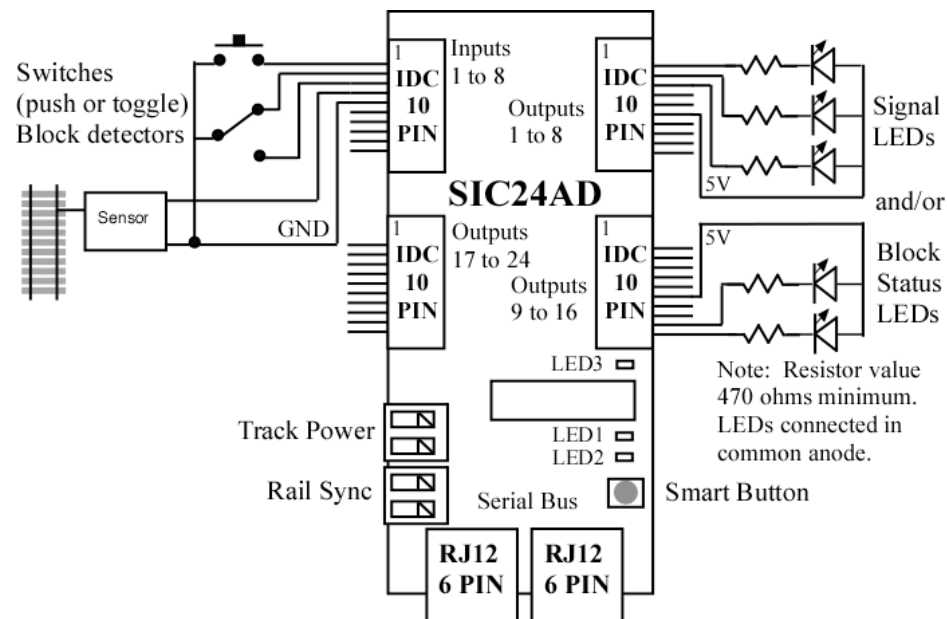 Switches
(push or toggle)
Block detectors
Sensor
GND
1
IDC
10
PIN
Inputs
1 to 8
1
IDC
10
PIN
Outputs
1 to 8
5V
Signal
LEDs
and/or
SIC24AD
1
IDC
10
PIN
Outputs
17 to 24
1
IDC
10
PIN
Outputs
9 to 16
5V
Block
Status
LEDs
Note: Resistor value
470 ohms minimum.
LEDs connected in
common anode.
LED3
LED1
LED2
Track Power
Rail Sync
Serial Bus
Smart Button
RJ12
6 PIN
RJ12
6 PIN